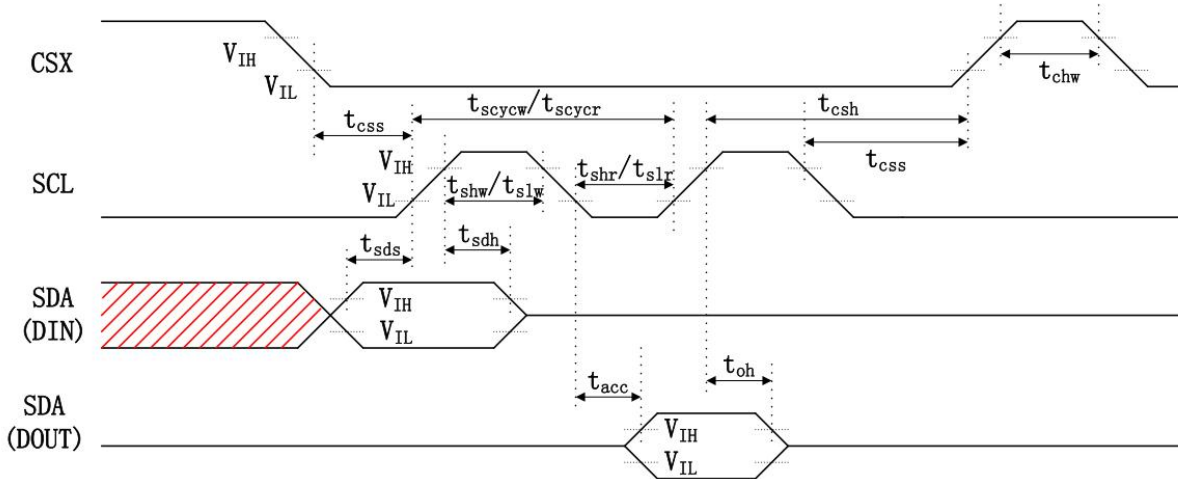 CSX
V_IH
V_IL
t_chw
t_css
t_scycw/t_scycr
t_csh
t_css
SCL
V_IH
V_IL
t_shw/t_slw
t_shr/t_slr
t_sds
t_sdh
SDA
(DIN)
V_IH
V_IL
t_acc
t_oh
SDA
(DOUT)
V_IH
V_IL